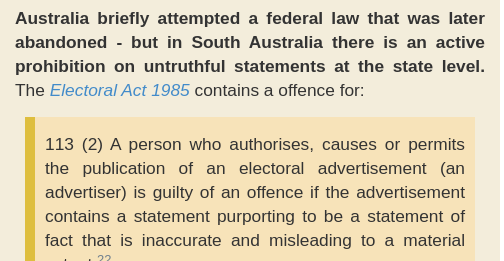 Australia briefly attempted a federal law that was later
abandoned - but in South Australia there is an active
prohibition on untruthful statements at the state level.
The Electoral Act 1985 contains a offence for:
113 (2) A person who authorises, causes or permits
the publication of an electoral advertisement (an
advertiser) is guilty of an offence if the advertisement
contains a statement purporting to be a statement of
fact that is inaccurate and misleading to a material
22